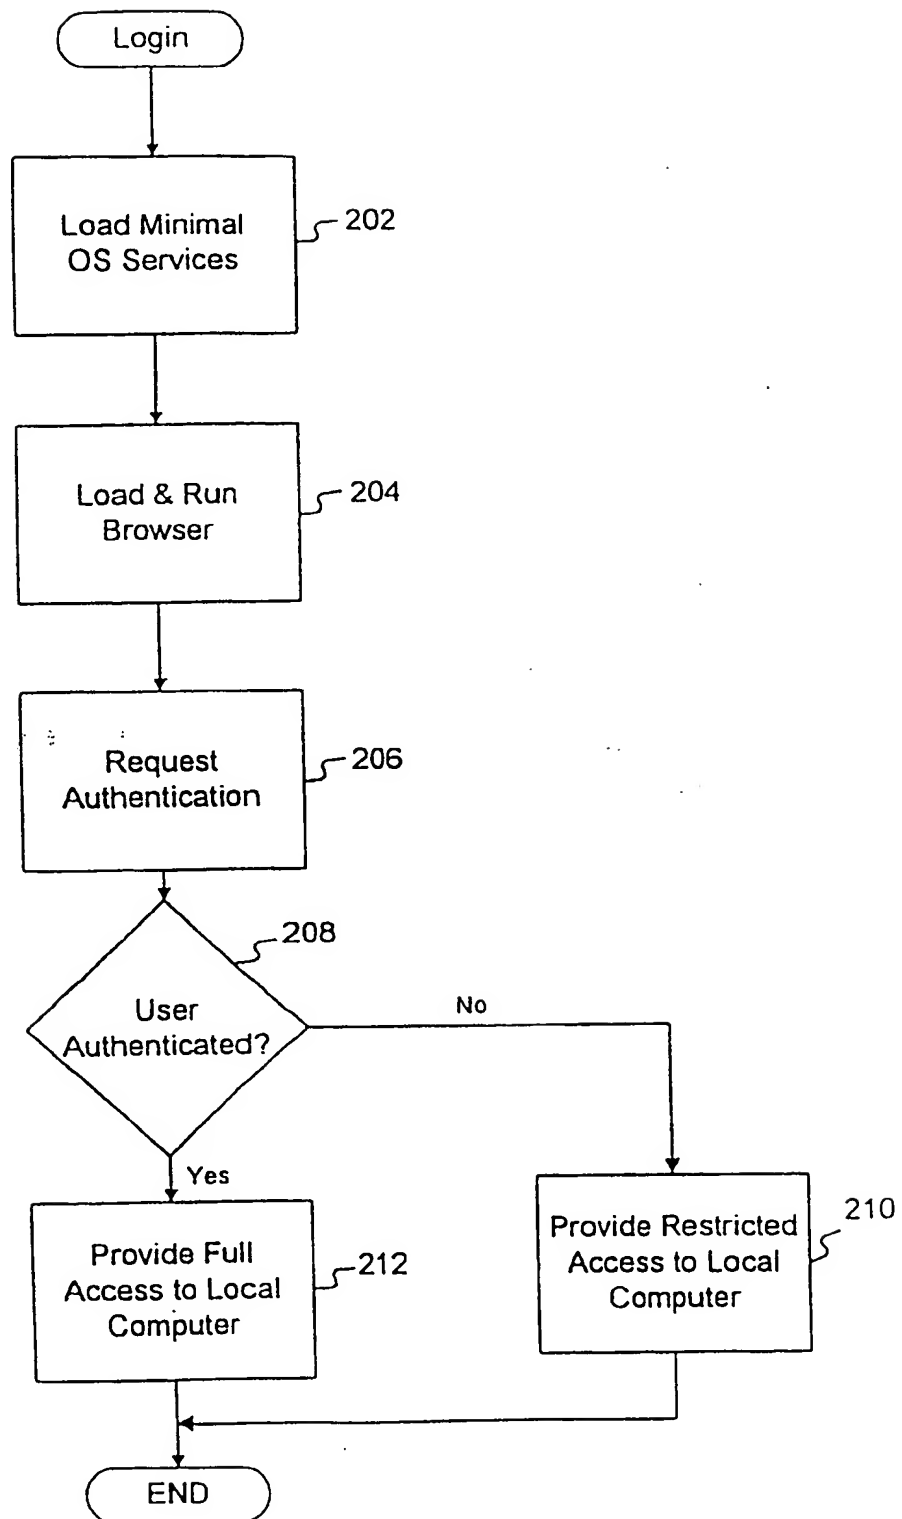 Login
Load Minimal
OS Services
202
Load & Run
Browser
204
Request
Authentication
206
208
User
Authenticated?
No
Yes
Provide Full
Access to Local
Computer
212
Provide Restricted
Access to Local
Computer
210
END